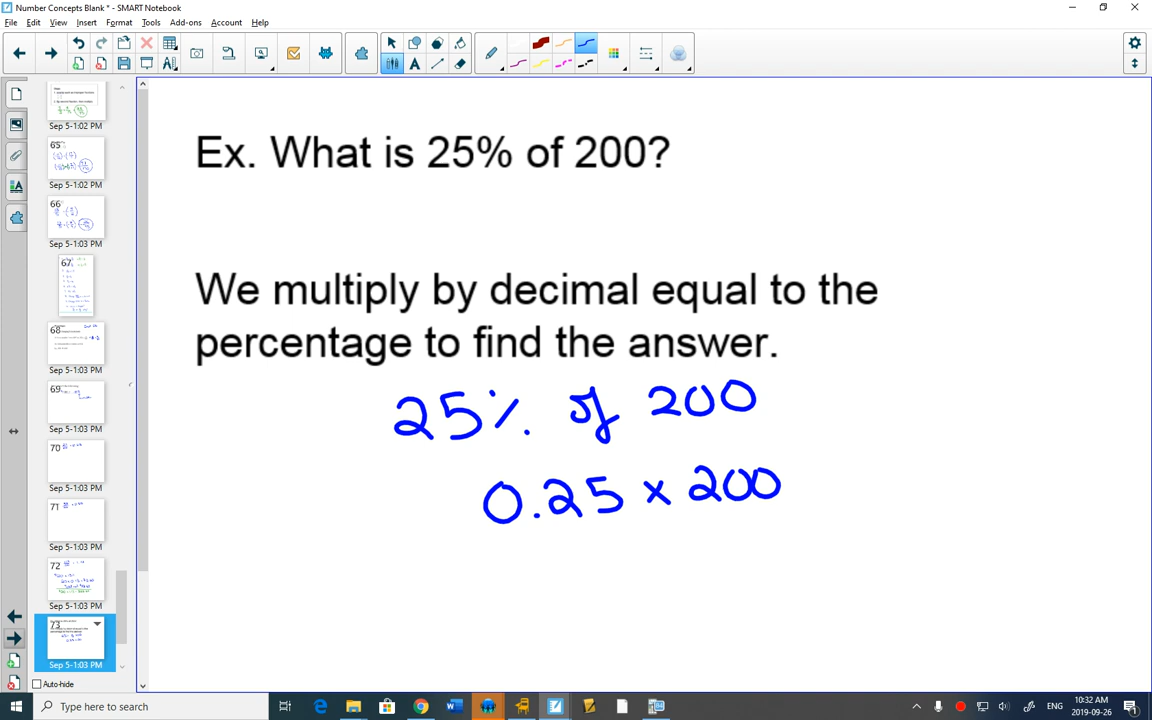 Number Concepts Blank * - SMART Notebook
File Edit View Insert Format Tools Add-ons Account Help
Sep 5-1:02 PM
65
Sep 5-1:02 PM
66
Sep 5-1:03 PM
67
68
Sep 5-1:03 PM
69
Sep 5-1:03 PM
70
Sep 5-1:03 PM
71
Sep 5-1:03 PM
72
Sep 5-1:03 PM
73
Sep 5-1:03 PM
Auto-hide
Ex. What is 25% of 200?
We multiply by decimal equal to the
percentage to find the answer.
25% of 200
0.25 x 200
Type here to search
ENG
10:32 AM
2019-09-26